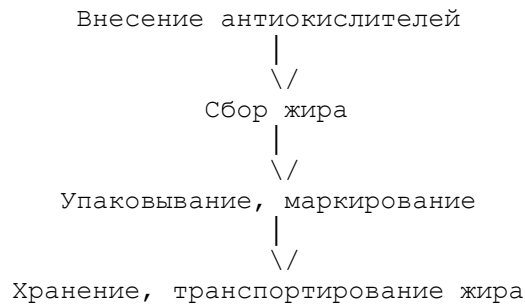 Внесение антиокислителей
|
\/
Сбор жира
|
\/
Упаковывание, маркирование
|
\/
Хранение, транспортирование жира